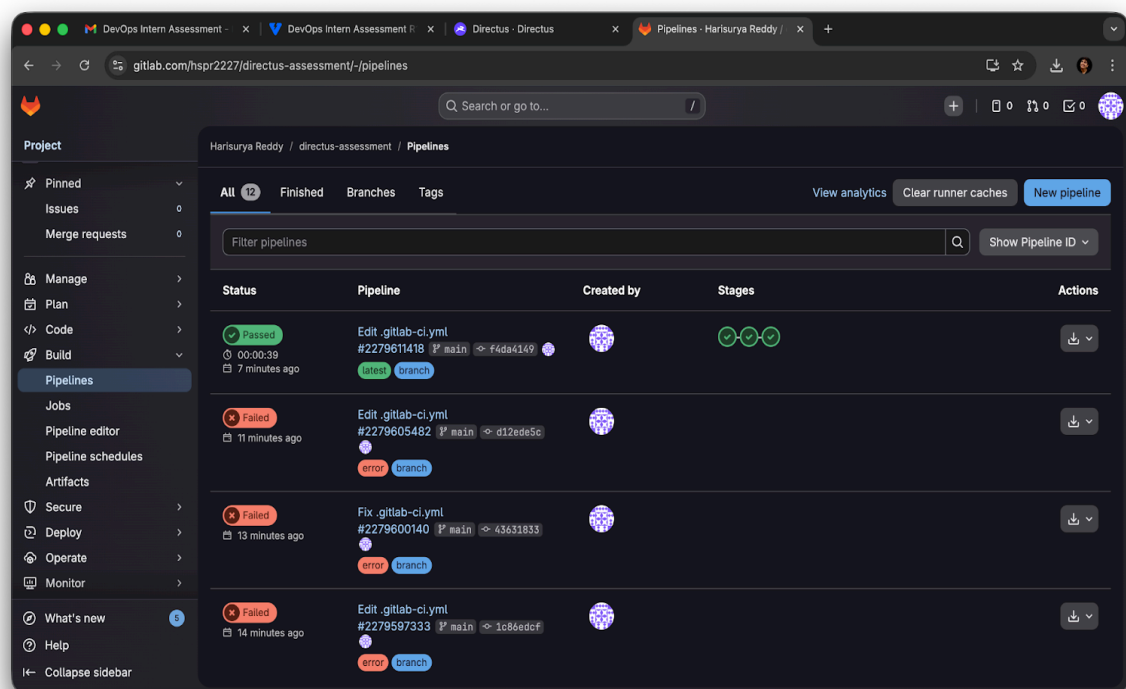 DevOps Intern Assessment -
DevOps Intern Assessment R
Directus · Directus
Pipelines · Harisurya Reddy /
gitlab.com/hspr2227/directus-assessment/-/pipelines
Search or go to...
/
0
0
0
Project
Pinned
Issues 0
Merge requests 0
Manage
Plan
Code
Build
Pipelines
Jobs
Pipeline editor
Pipeline schedules
Artifacts
Secure
Deploy
Operate
Monitor
What's new 5
Help
Collapse sidebar
Harisurya Reddy / directus-assessment / Pipelines
All 12 Finished Branches Tags
View analytics Clear runner caches New pipeline
Filter pipelines Show Pipeline ID
Status Pipeline Created by Stages Actions
Passed
00:00:39
7 minutes ago
Edit .gitlab-ci.yml
#2279611418 main f4da4149
latest branch
Failed
11 minutes ago
Edit .gitlab-ci.yml
#2279605482 main d12ede5c
error branch
Failed
13 minutes ago
Fix .gitlab-ci.yml
#2279600140 main 43631833
error branch
Failed
14 minutes ago
Edit .gitlab-ci.yml
#2279597333 main 1c86edcf
error branch